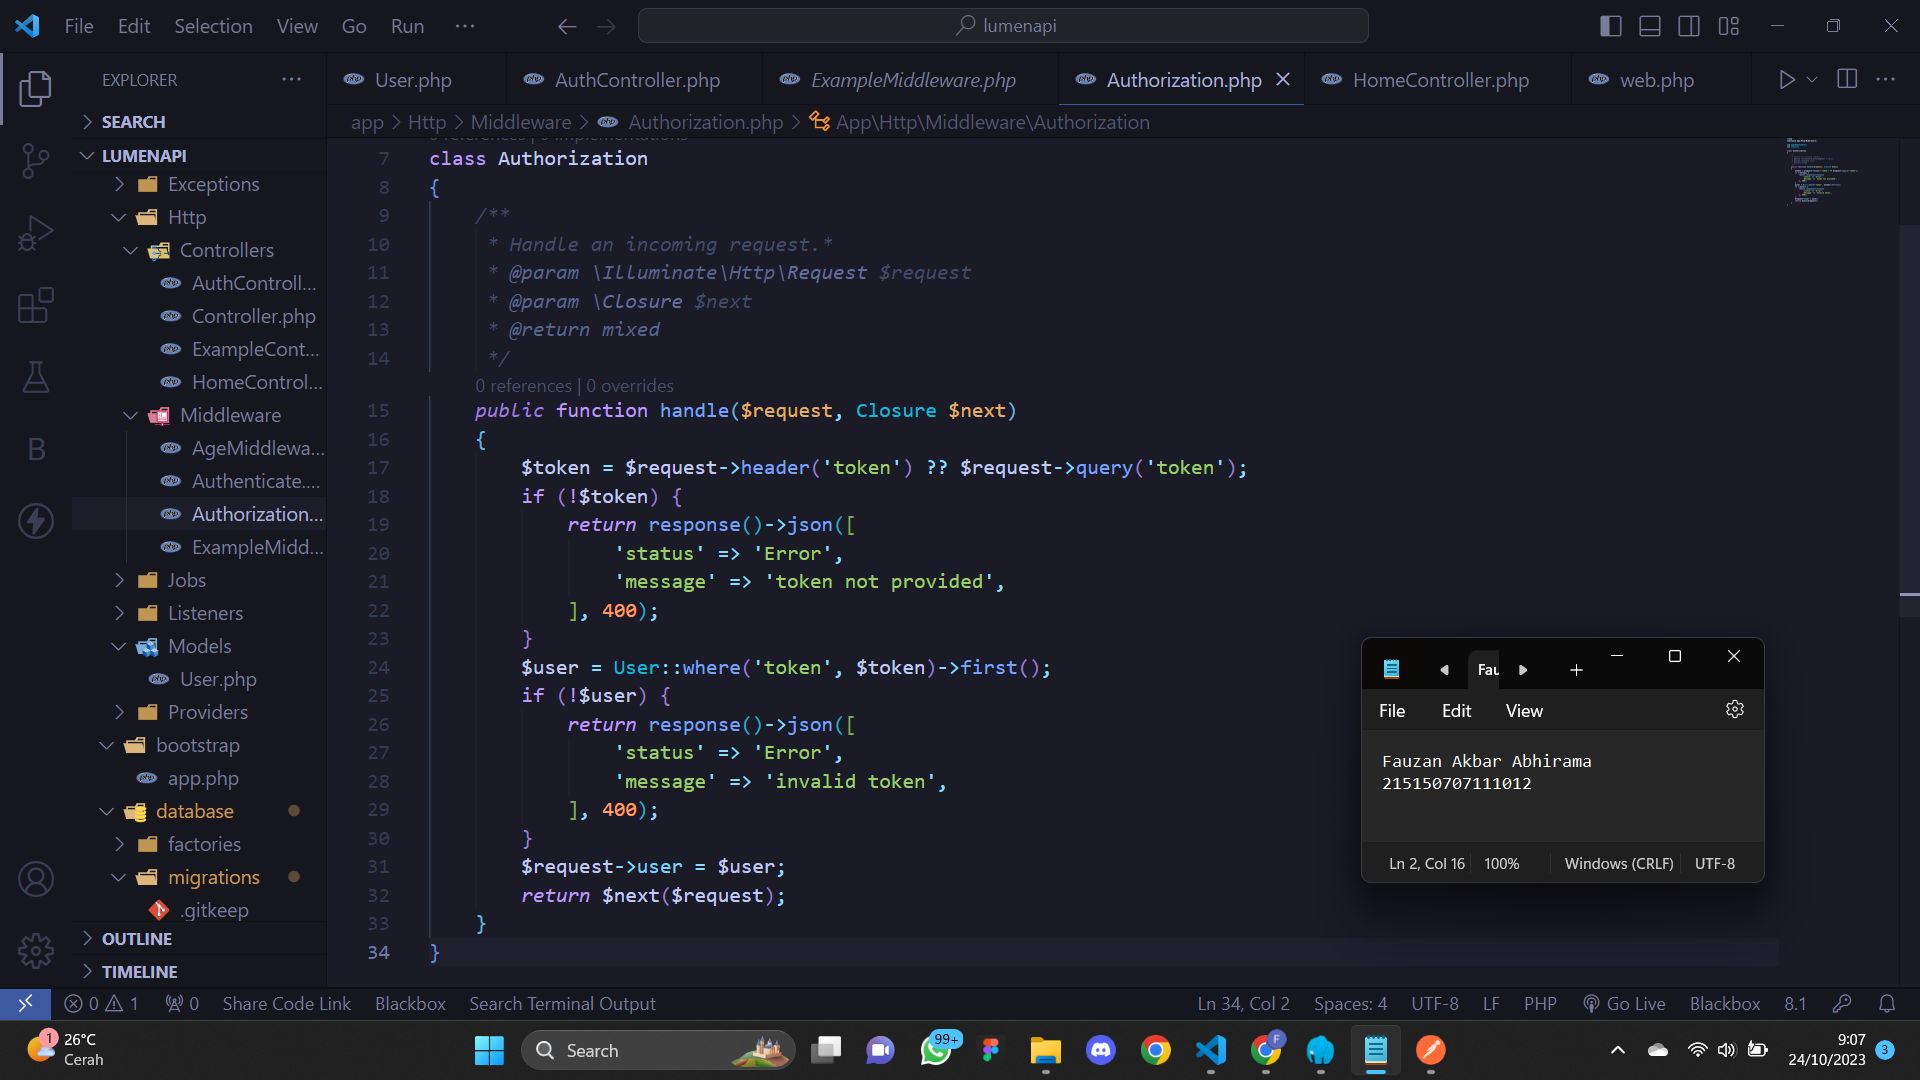 File Edit Selection View Go Run ··· lumenapi
EXPLORER ···
SEARCH
LUMENAPI
Exceptions
Http
Controllers
AuthControll...
Controller.php
ExampleCont...
HomeControl...
Middleware
AgeMiddlewa...
Authenticate....
Authorization...
ExampleMidd...
Jobs
Listeners
Models
User.php
Providers
bootstrap
app.php
database
factories
migrations
.gitkeep
OUTLINE
TIMELINE
User.php AuthController.php ExampleMiddleware.php Authorization.php HomeController.php web.php
app > Http > Middleware > Authorization.php > App\Http\Middleware\Authorization
7 class Authorization
8 {
9 /**
10 * Handle an incoming request.*
11 * @param \Illuminate\Http\Request $request
12 * @param \Closure $next
13 * @return mixed
14 */
0 references | 0 overrides
15 public function handle($request, Closure $next)
16 {
17 $token = $request->header('token') ?? $request->query('token');
18 if (!$token) {
19 return response()->json([
20 'status' => 'Error',
21 'message' => 'token not provided',
22 ], 400);
23 }
24 $user = User::where('token', $token)->first();
25 if (!$user) {
26 return response()->json([
27 'status' => 'Error',
28 'message' => 'invalid token',
29 ], 400);
30 }
31 $request->user = $user;
32 return $next($request);
33 }
34 }
Fau
File Edit View
Fauzan Akbar Abhirama
215150707111012
Ln 2, Col 16 100% Windows (CRLF) UTF-8
0 1 0 Share Code Link Blackbox Search Terminal Output Ln 34, Col 2 Spaces: 4 UTF-8 LF PHP Go Live Blackbox 8.1
1 26°C
Cerah
Search
99+
F
9:07
24/10/2023
3